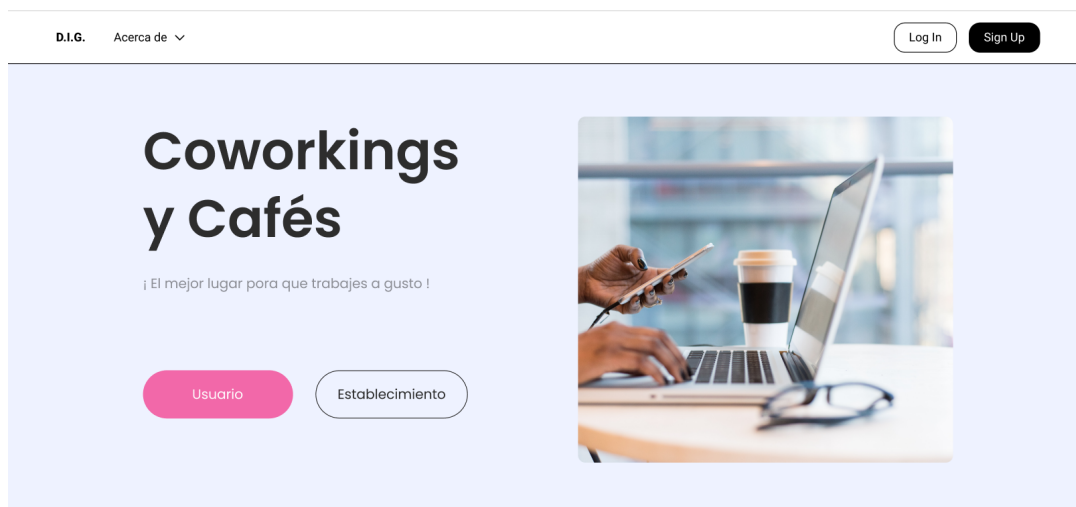 D.I.G.
Acerca de
Log In
Sign Up
Coworkings
y Cafés
¡ El mejor lugar pora que trabajes a gusto !
Usuario
Establecimiento